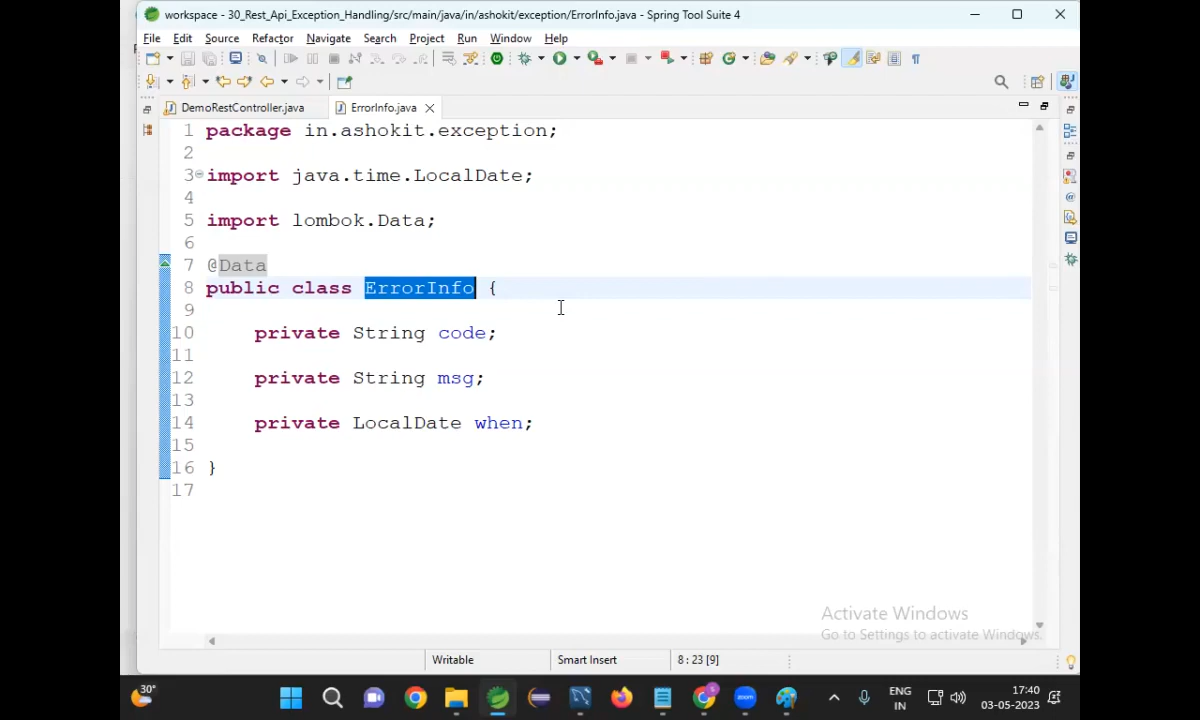 workspace - 30_Rest_Api_Exception_Handling/src/main/java/in/ashokit/exception/ErrorInfo.java - Spring Tool Suite 4
File Edit Source Refactor Navigate Search Project Run Window Help
DemoRestController.java ErrorInfo.java
1 package in.ashokit.exception;
2
3 import java.time.LocalDate;
4
5 import lombok.Data;
6
7 @Data
8 public class ErrorInfo {
9
10 private String code;
11
12 private String msg;
13
14 private LocalDate when;
15
16 }
17
Activate Windows
Go to Settings to activate Windows.
Writable Smart Insert 8 : 23 [9]
30°
zoom
ENG
IN
17:40
03-05-2023